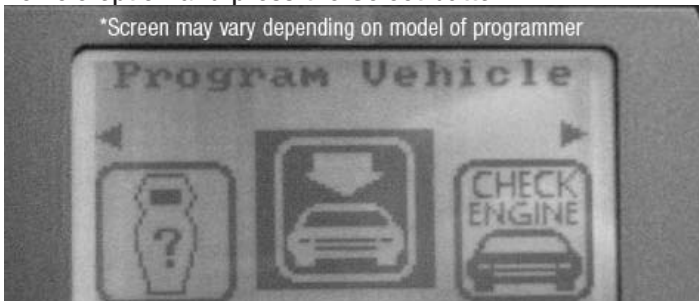 *Screen may vary depending on model of programmer
Program Vehicle
?
CHECK
ENGINE